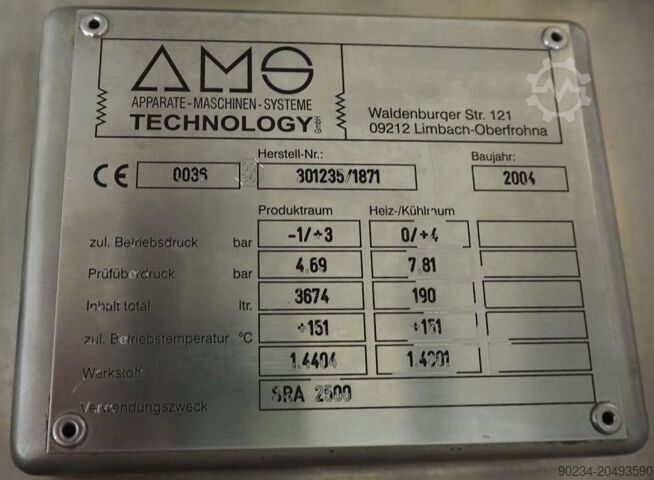 AMS
APPARATE-MASCHINEN-SYSTEME
TECHNOLOGY GmbH
Waldenburger Str. 121
09212 Limbach-Oberfrohna
Herstell-Nr.: Baujahr:
CE 0036 301235/1871 2004
Produktraum Heiz-/Kühlraum
zul. Betriebsdruck bar -1/+3 0/+4
Prüfüberdruck bar 4.69 7.81
Inhalt total ltr. 3674 190
zul. Betriebstemperatur °C +151 +151
Werkstoff 1.4404 1.4301
Verwendungszweck SRA 2500
90234-20493590